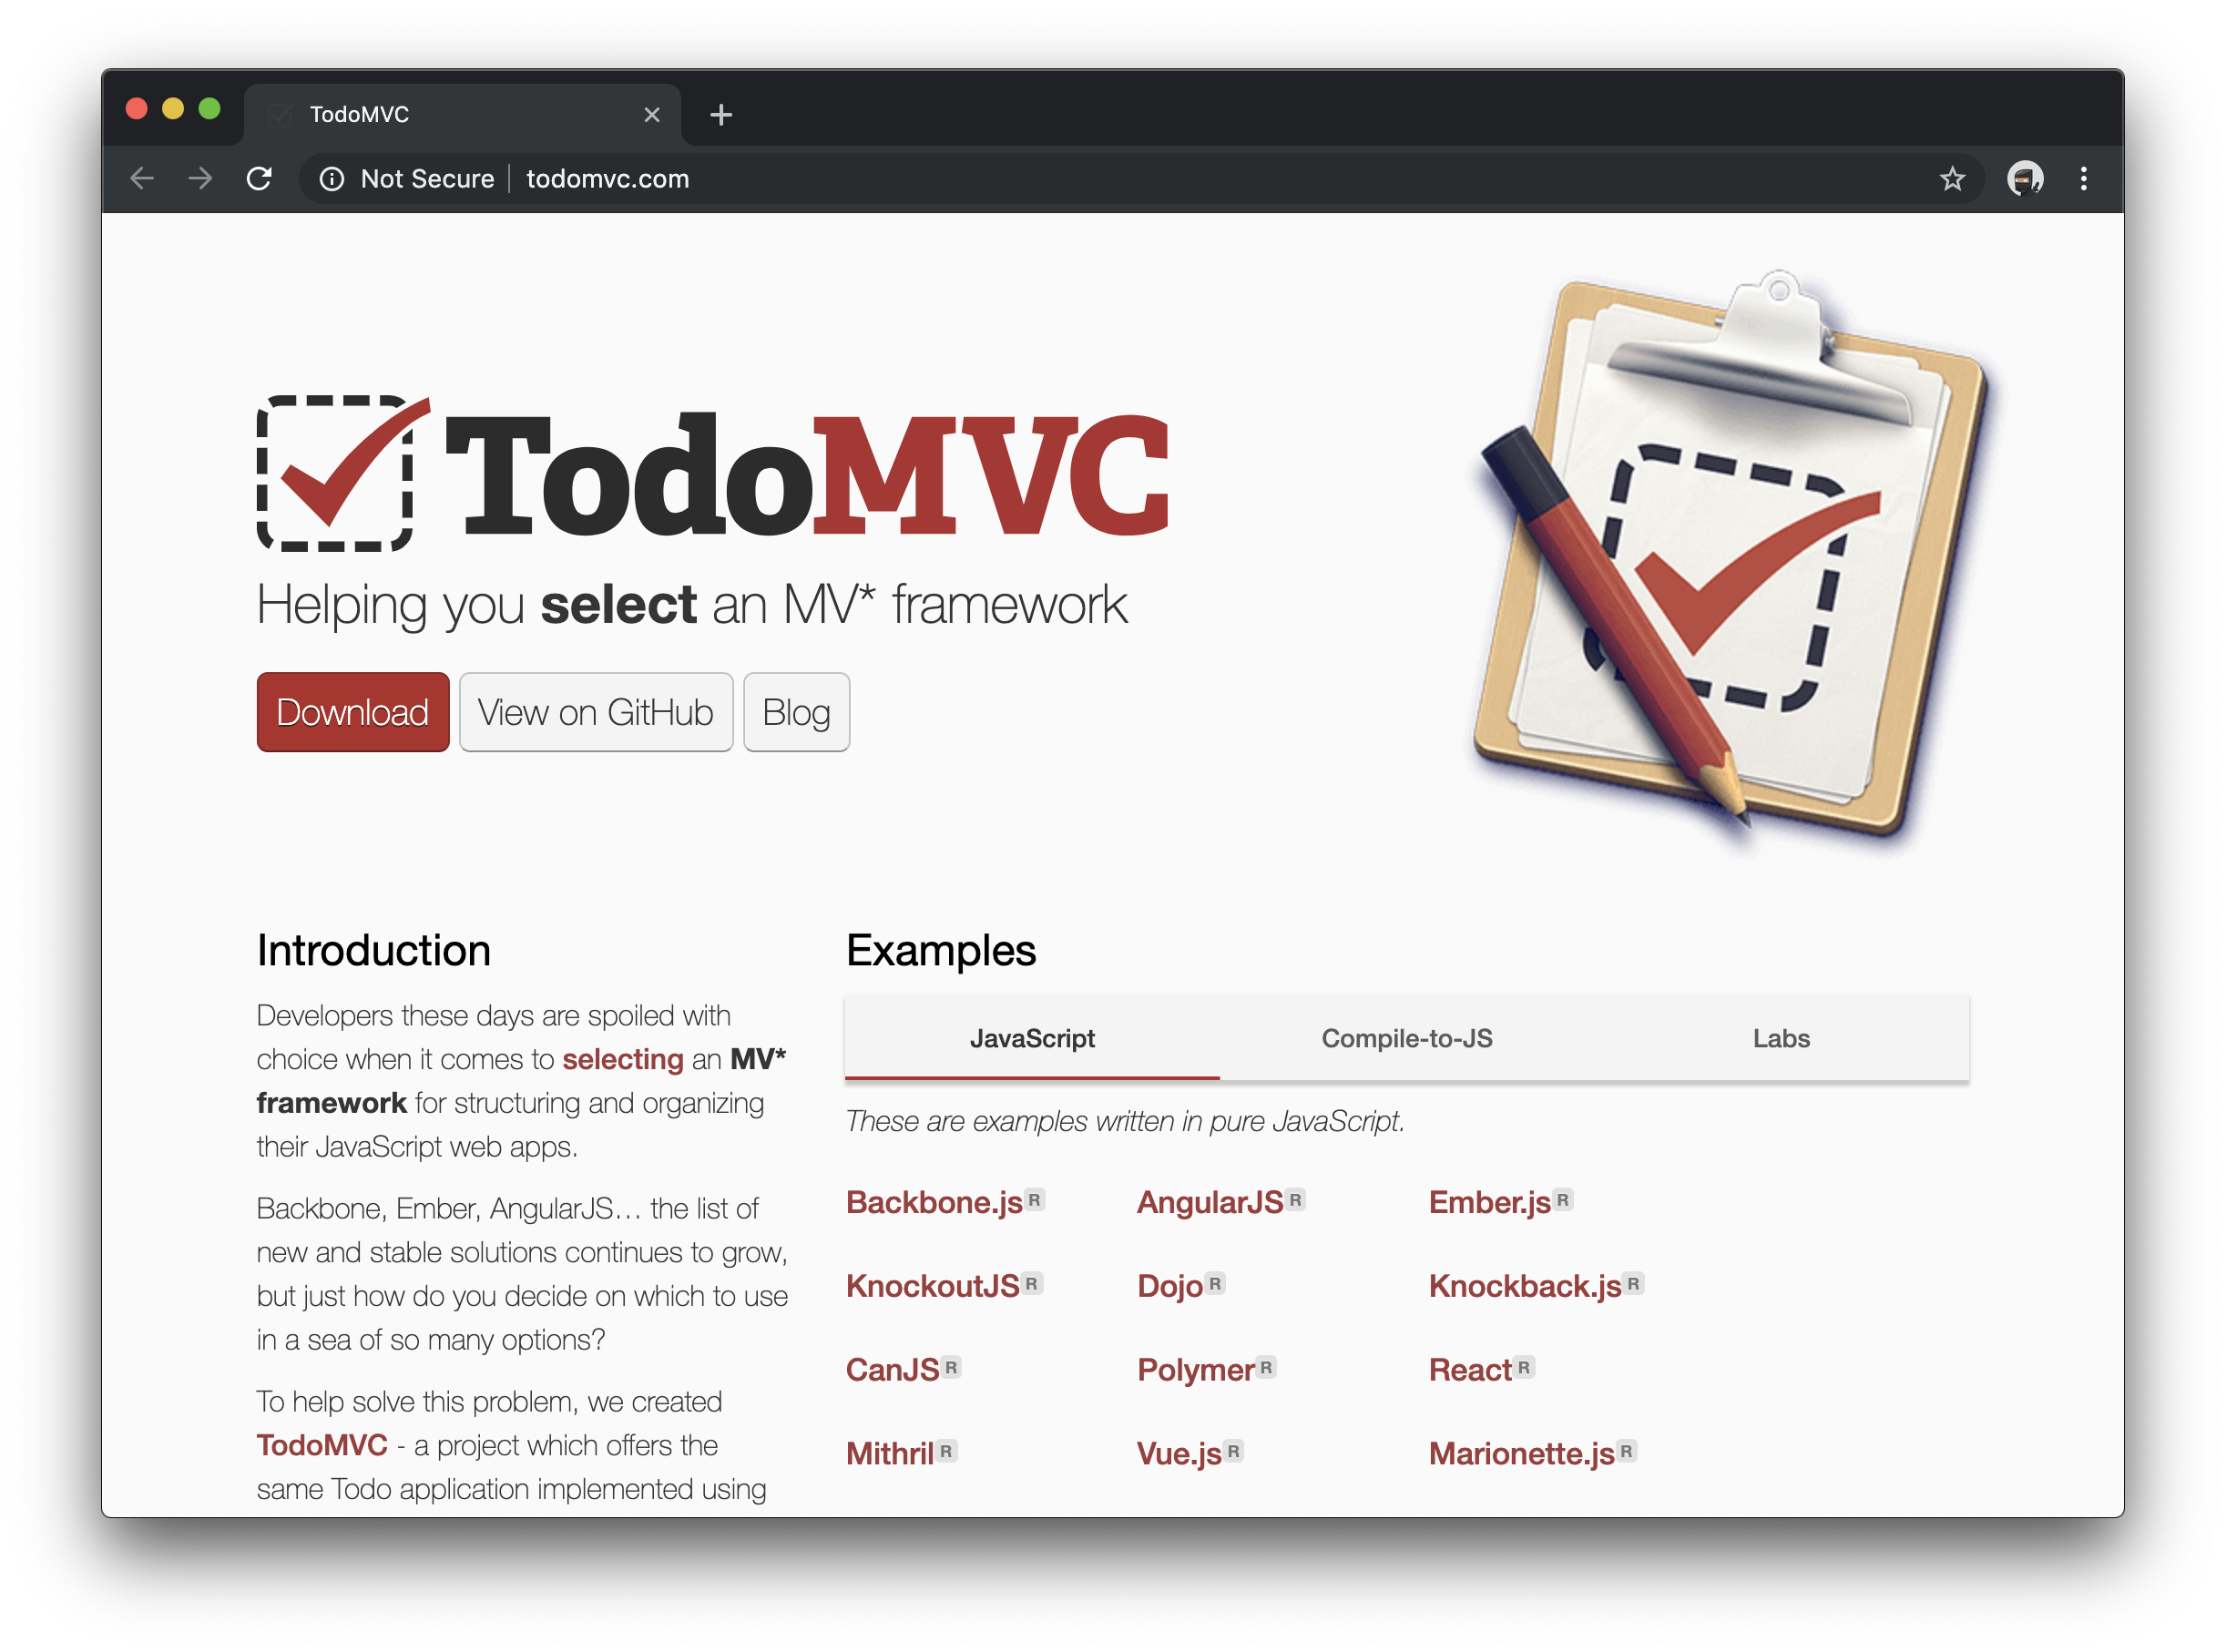 TodoMVC
Not Secure todomvc.com
TodoMVC
Helping you select an MV* framework
Download View on GitHub Blog
Introduction
Developers these days are spoiled with
choice when it comes to selecting an MV*
framework for structuring and organizing
their JavaScript web apps.
Backbone, Ember, AngularJS... the list of
new and stable solutions continues to grow,
but just how do you decide on which to use
in a sea of so many options?
To help solve this problem, we created
TodoMVC - a project which offers the
same Todo application implemented using
Examples
JavaScript Compile-to-JS Labs
These are examples written in pure JavaScript.
Backbone.js R AngularJS R Ember.js R
KnockoutJS R Dojo R Knockback.js R
CanJS R Polymer R React R
Mithril R Vue.js R Marionette.js R